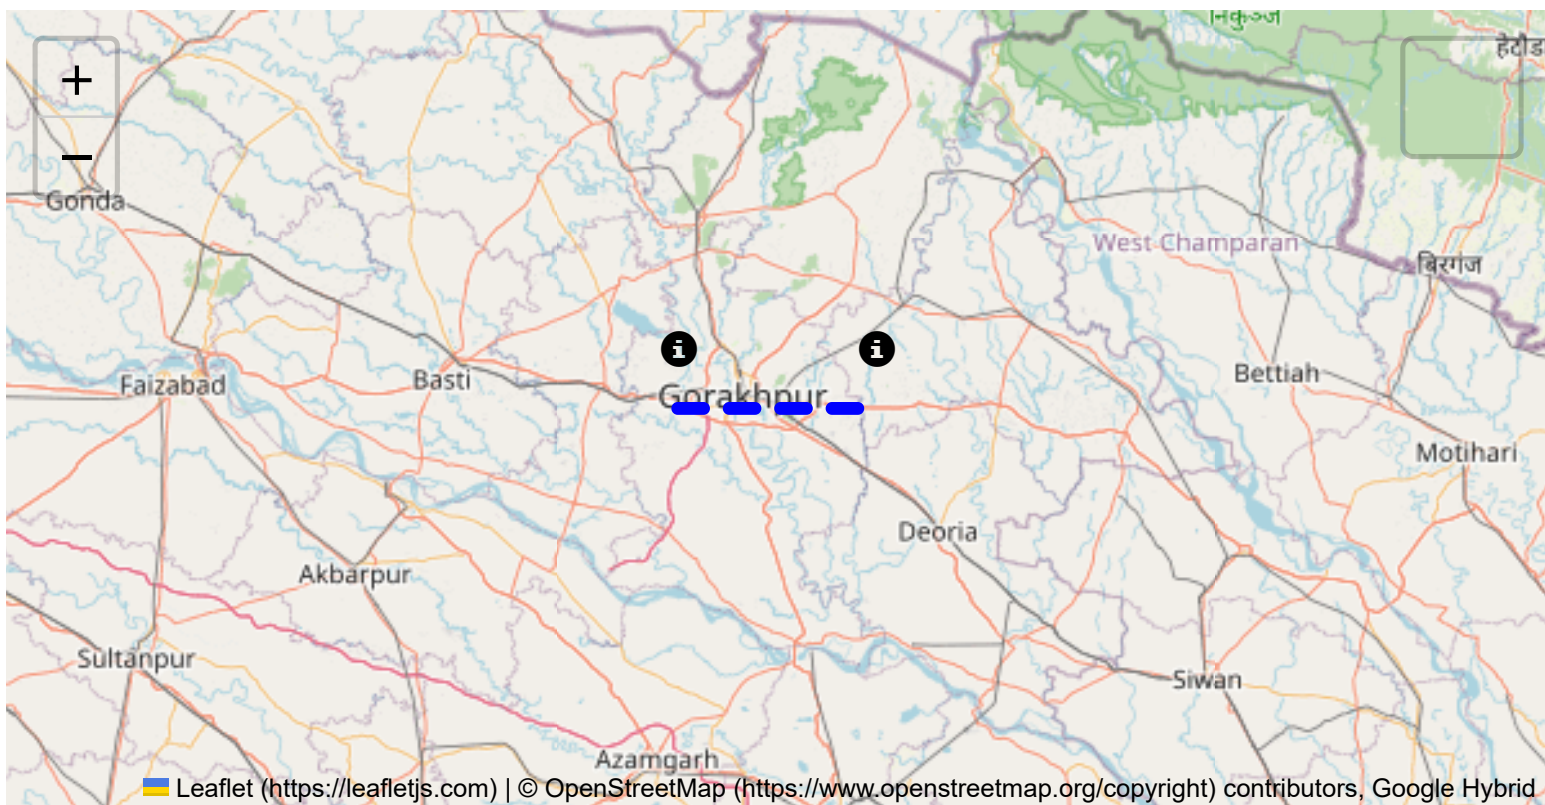 हेटौड
+
−
Gonda
West Champaran
बिरगंज
Bettiah
Faizabad
Basti
Gorakhpur
Motihari
Deoria
Akbarpur
Sultanpur
Siwan
Azamgarh
Leaflet (https://leafletjs.com) | © OpenStreetMap (https://www.openstreetmap.org/copyright) contributors, Google Hybrid